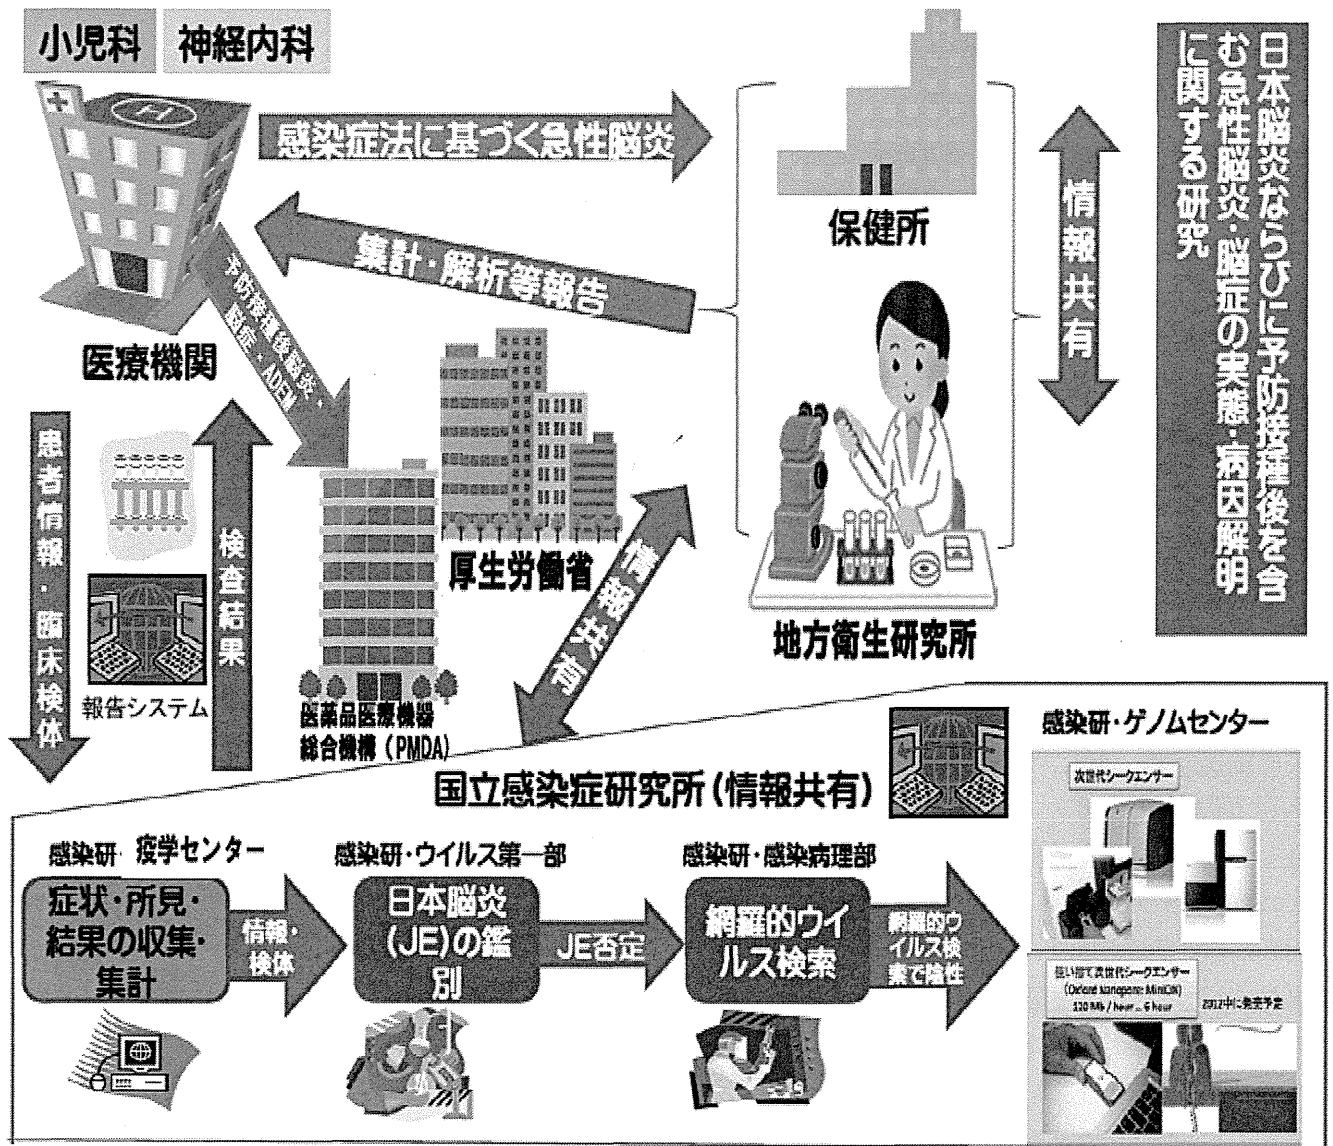 小児科
神経内科
感染症法に基づく急性脳炎
集計・解析等報告
予防接種後脳炎・
脳症・ADEM
医療機関
保健所
情報共有
日本脳炎ならびに予防接種後を含
む急性脳炎・脳症の実態・病因解明
に関する研究
患者情報・臨床検体
検査結果
報告システム
厚生労働省
医薬品医療機器
総合機構(PMDA)
情報共有
地方衛生研究所
国立感染症研究所(情報共有)
感染研・ゲノムセンター
次世代シークエンサー
感染研・疫学センター
症状・所見・
結果の収集・
集計
情報・
検体
感染研・ウイルス第一部
日本脳炎
(JE)の鑑
別
JE否定
感染研・感染病理部
網羅的ウイ
ルス検索
網羅的ウ
イルス検
索で陰性
使い捨て次世代シークエンサー
(Oxford Nanopore MinION)
120 Mb / hour... 6 hour
2012中に発売予定